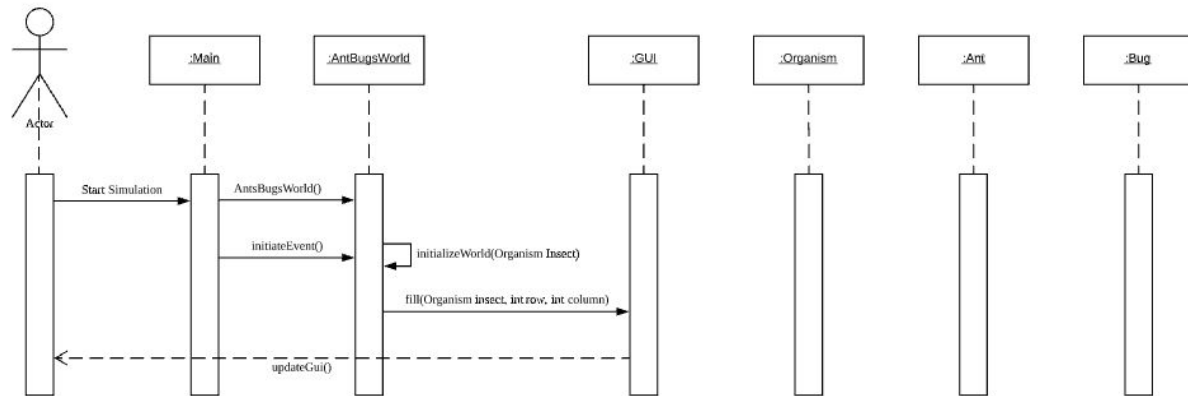 :Main
:AntBugsWorld
:GUI
:Organism
:Ant
:Bug
Actor
Start Simulation
AntsBugsWorld()
initiateEvent()
initializeWorld(Organism Insect)
fill(Organism insect, int row, int column)
updateGui()